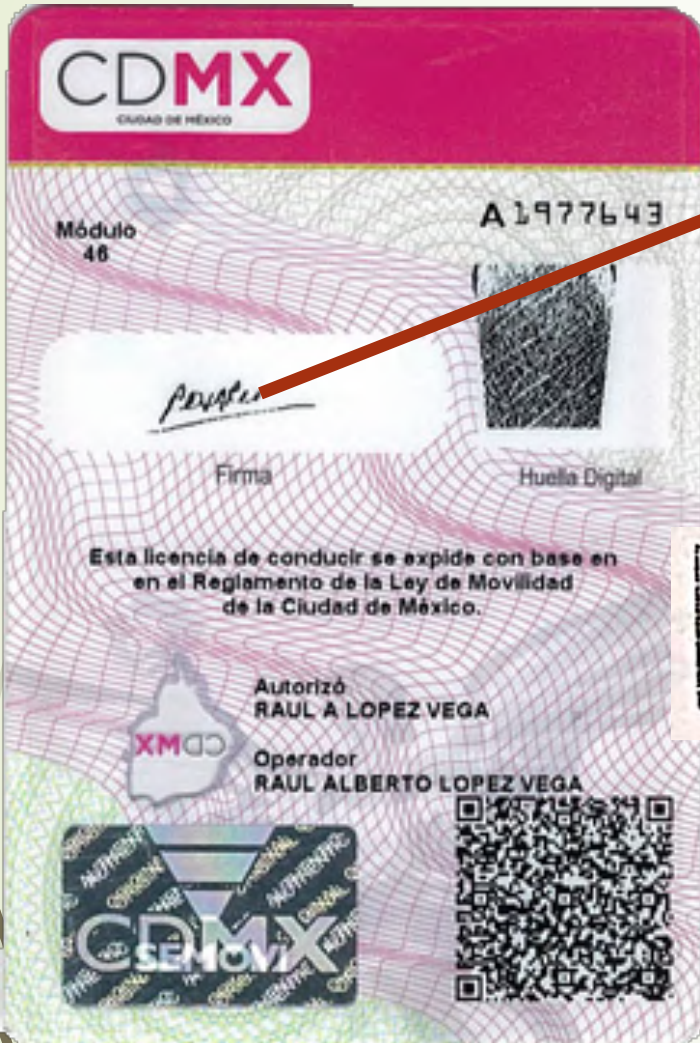 CDMX
CIUDAD DE MÉXICO
A1977643
Módulo
46
Firma
Huella Digital
Esta licencia de conducir se expide con base en
en el Reglamento de la Ley de Movilidad
de la Ciudad de México.
Autorizó
RAUL A LOPEZ VEGA
CDMX
Operador
RAUL ALBERTO LOPEZ VEGA
CDMX
SEMOVI
ORIGINAL